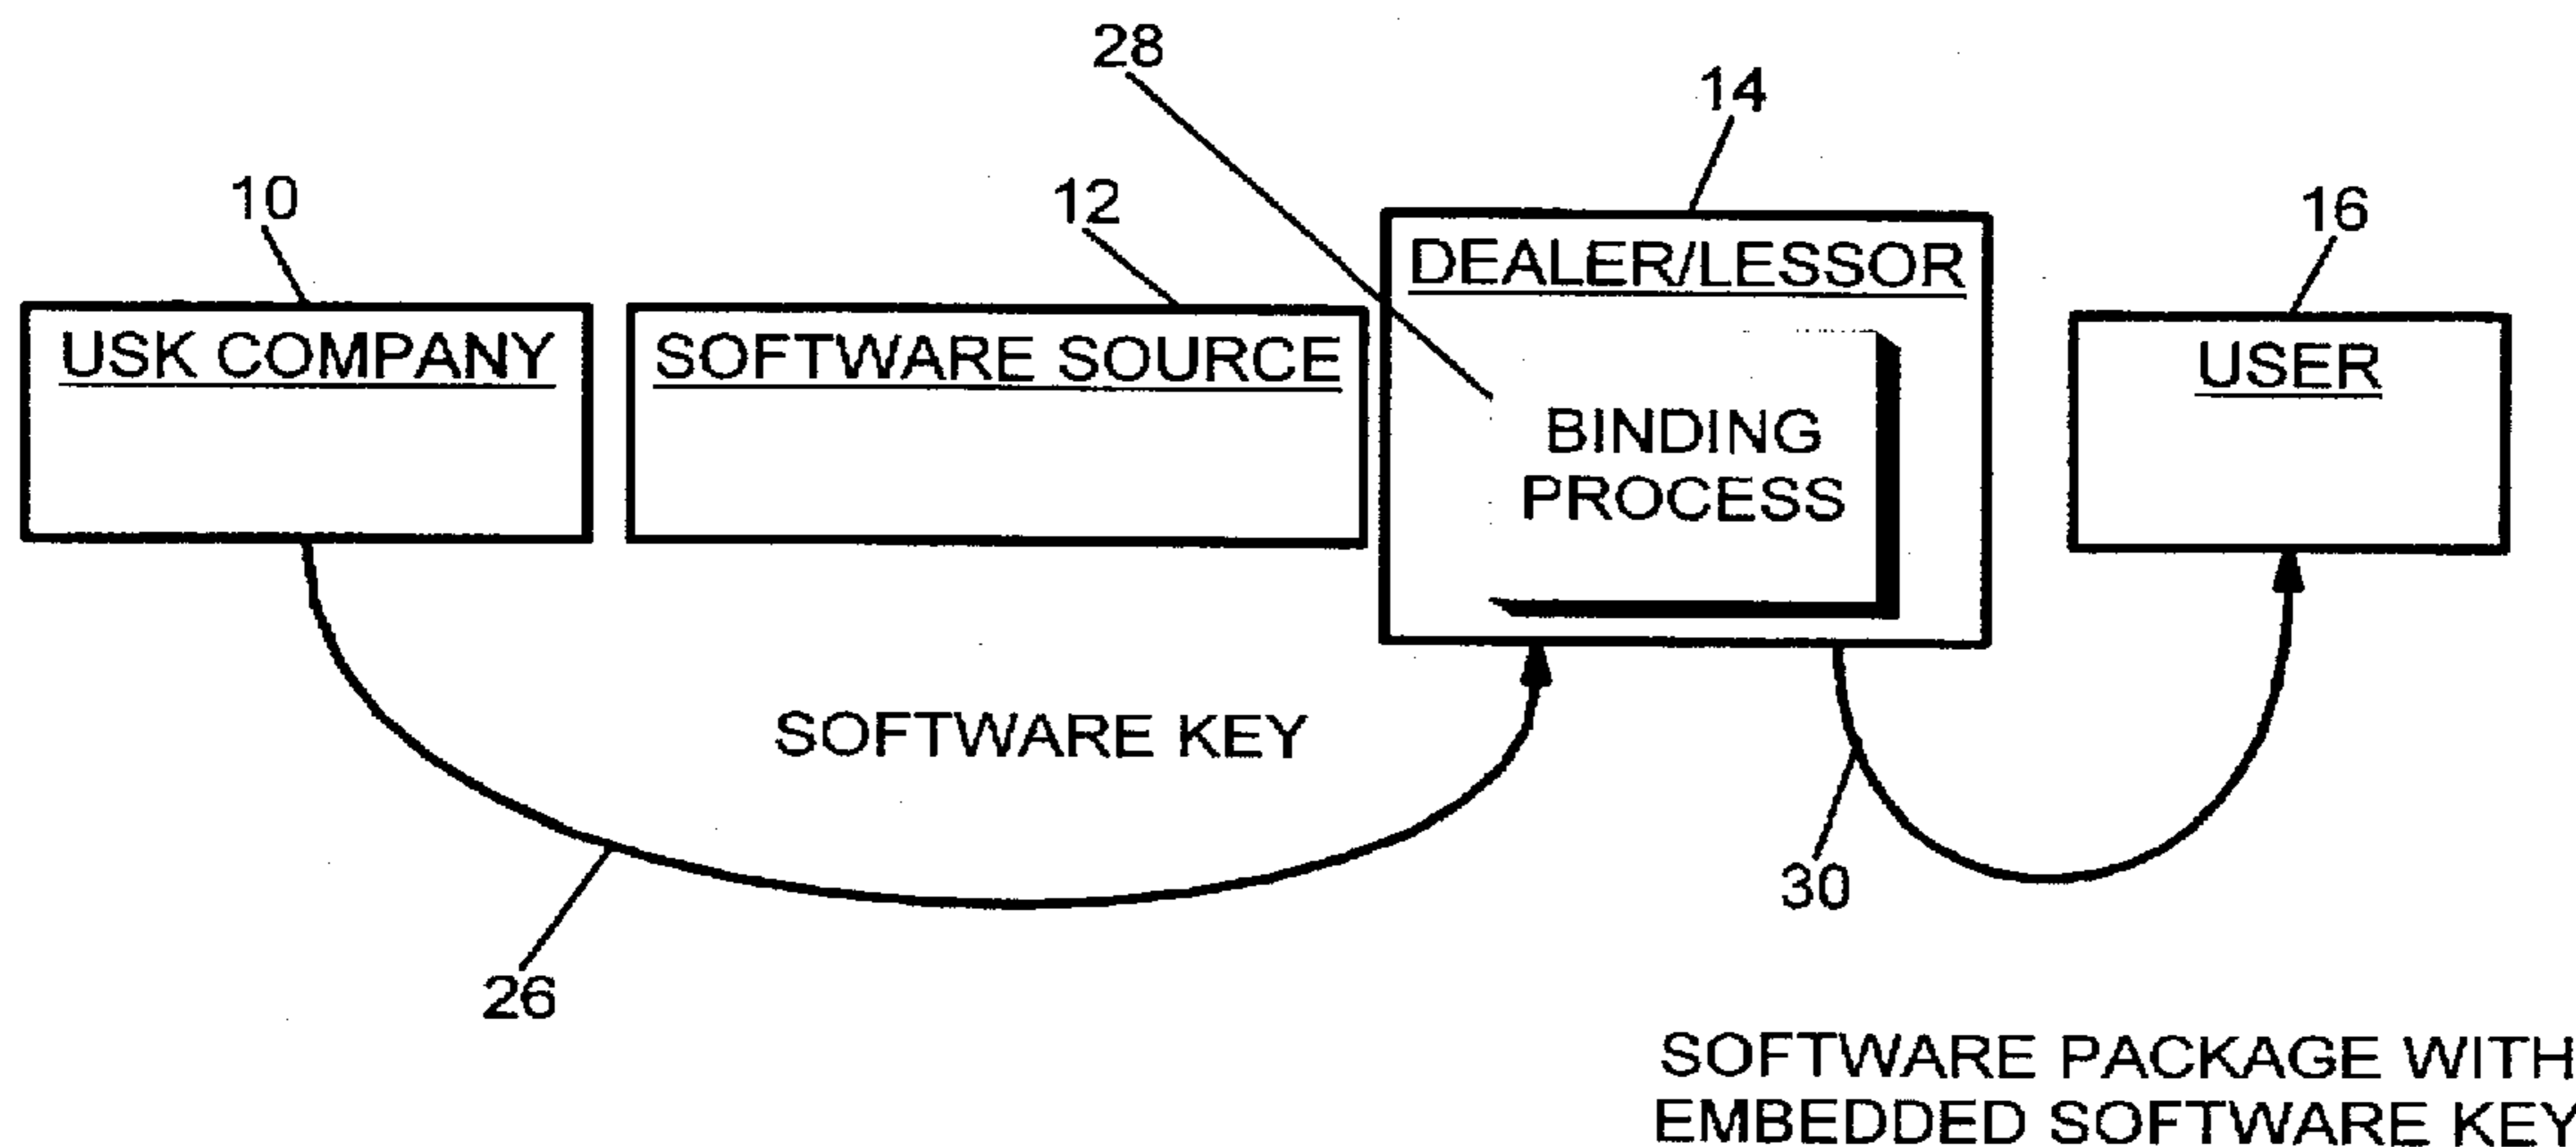 28
14
10
12
16
DEALER/LESSOR
USK COMPANY
SOFTWARE SOURCE
USER
BINDING
PROCESS
SOFTWARE KEY
30
26
SOFTWARE PACKAGE WITH
EMBEDDED SOFTWARE KEY